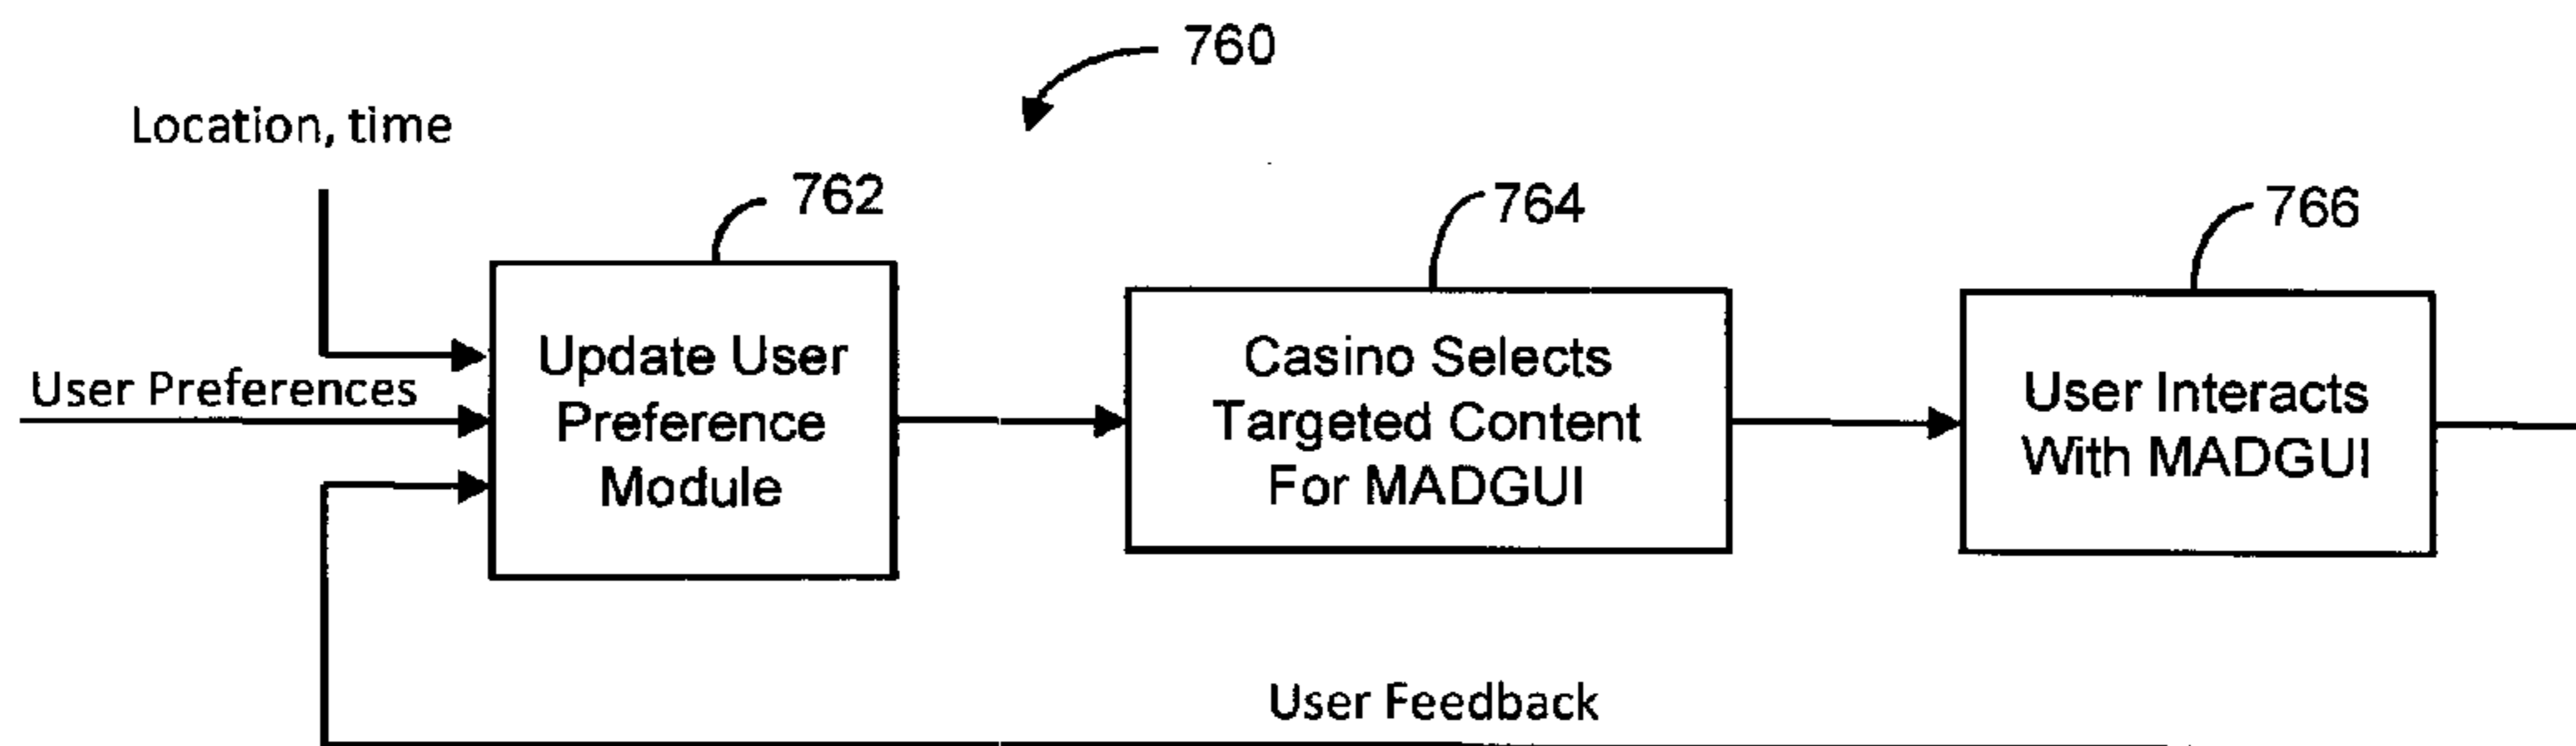 760
Location, time
762
764
766
User Preferences
Update User
Preference
Module
Casino Selects
Targeted Content
For MADGUI
User Interacts
With MADGUI
User Feedback